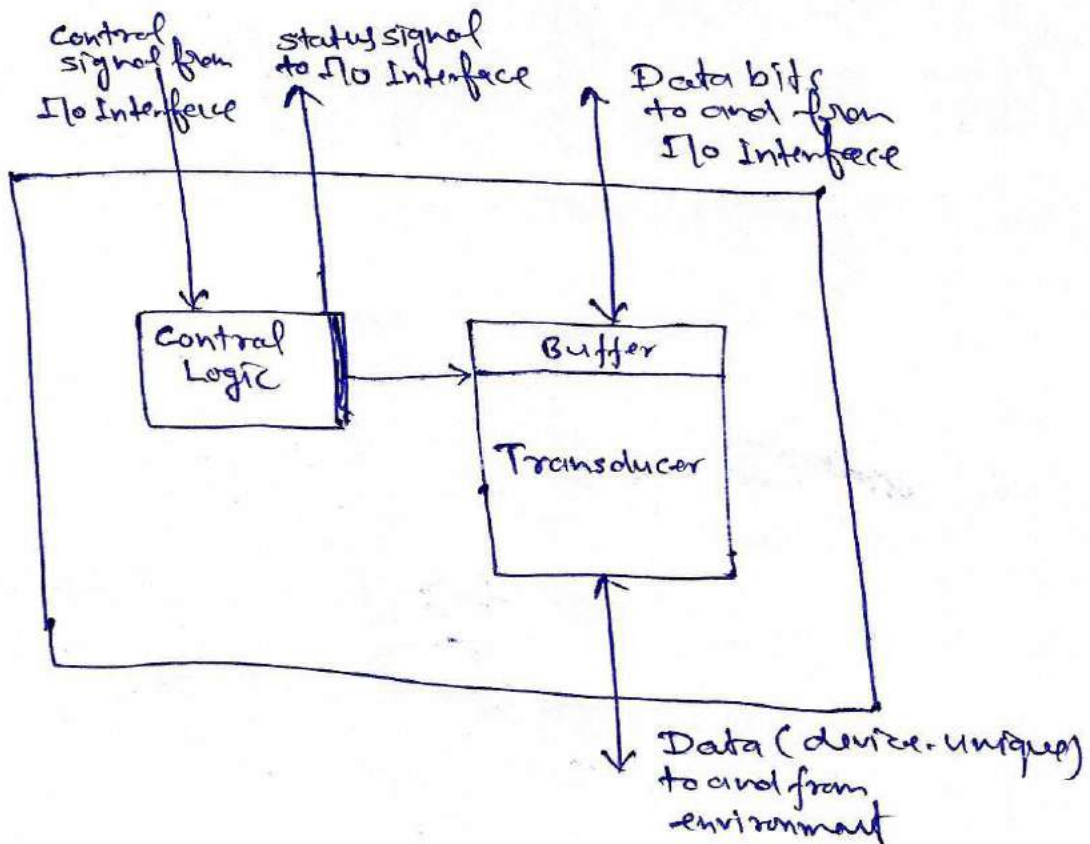 Control
signal from
I/o Interface
status signal
to I/o Interface
Data bits
to and from
I/o Interface
Control
Logic
Buffer
Transducer
Data (device-unique)
to and from
environment